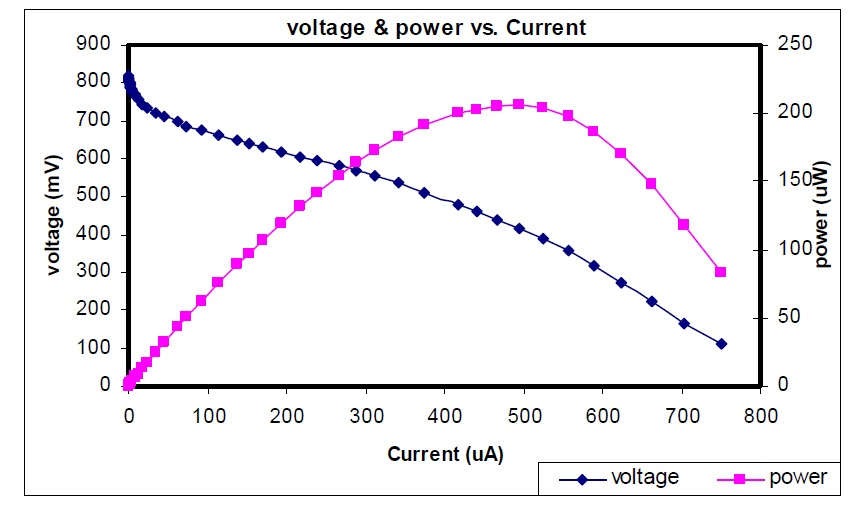 voltage & power vs. Current
900
800
700
600
500
400
300
200
100
0
voltage (mV)
250
200
150
100
50
0
power (uW)
0 100 200 300 400 500 600 700 800
Current (uA)
voltage power